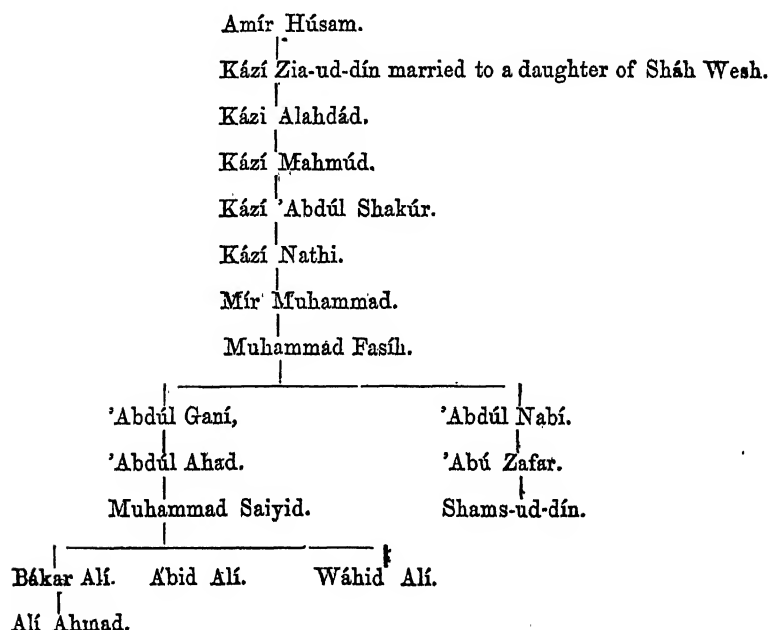 Amír Húsam.
Kází Zia-ud-dín married to a daughter of Sháh Wesh.
Kázi Alahdád.
Kází Mahmúd.
Kází 'Abdúl Shakúr.
Kází Nathi.
Mír Muhammad.
Muhammad Fasíh.
'Abdúl Ganí, 'Abdúl Nabí.
'Abdúl Ahad. 'Abú Zafar.
Muhammad Saiyid. Shams-ud-dín.
Bákar Alí. Ábid Alí. Wáhid Alí.
Alí Ahmad.